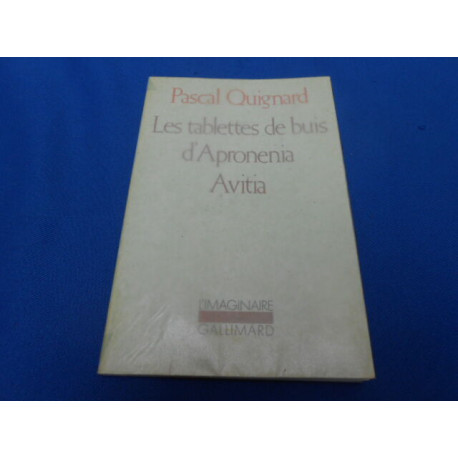 Pascal Quignard
Les tablettes de buis
d'Apronenia
Avitia
L'IMAGINAIRE
GALLIMARD